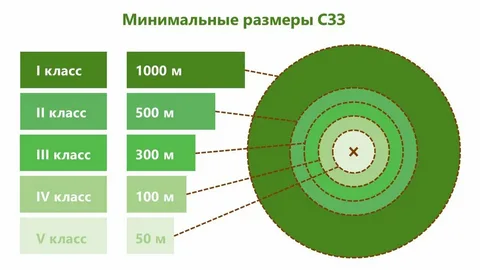 Минимальные размеры СЗЗ
I класс 1000 м
II класс 500 м
III класс 300 м
IV класс 100 м
V класс 50 м